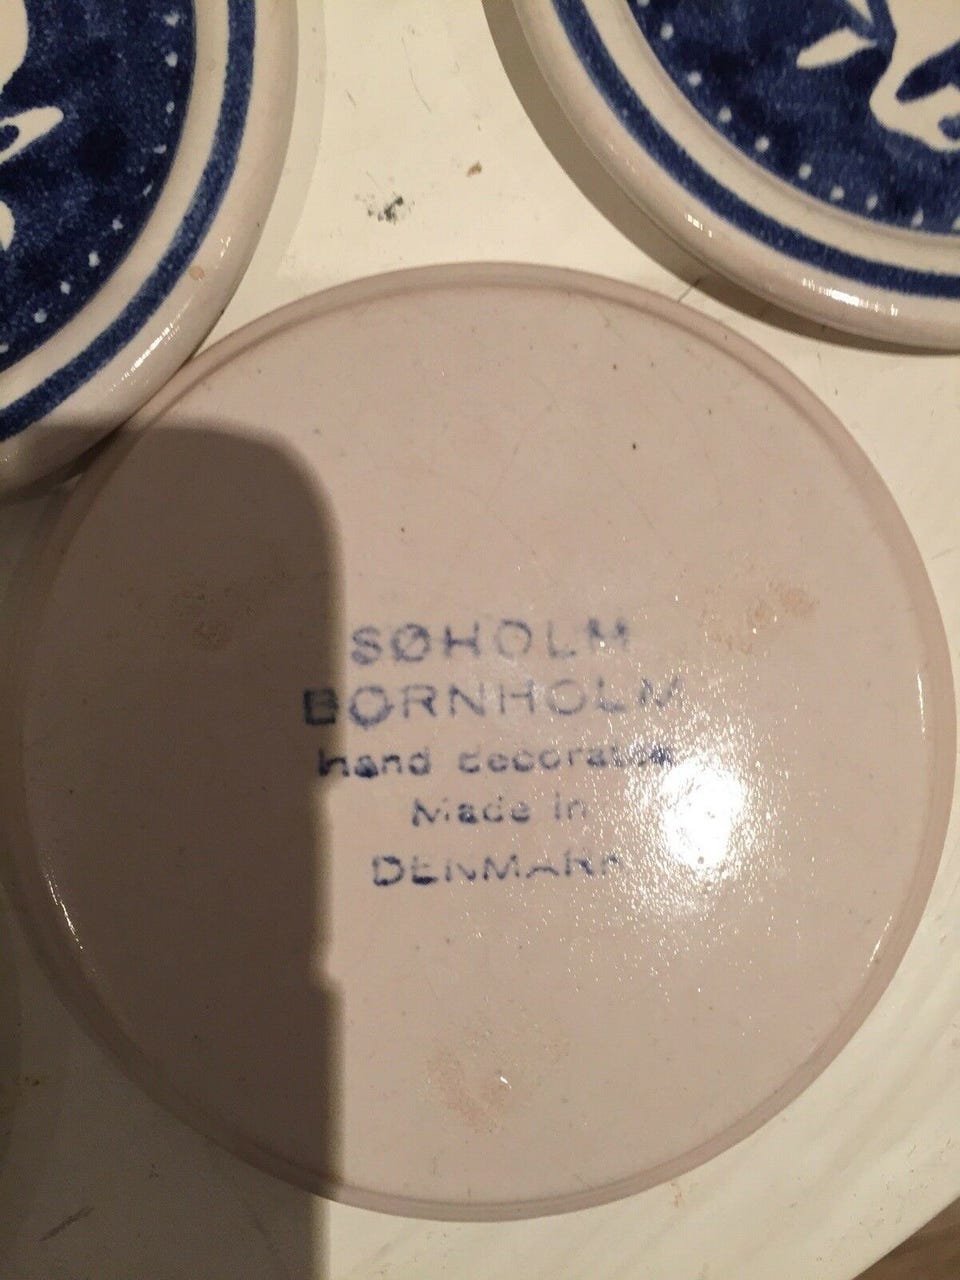 SØHOLM
BORNHOLM
hand decorated
Made in
DENMARK